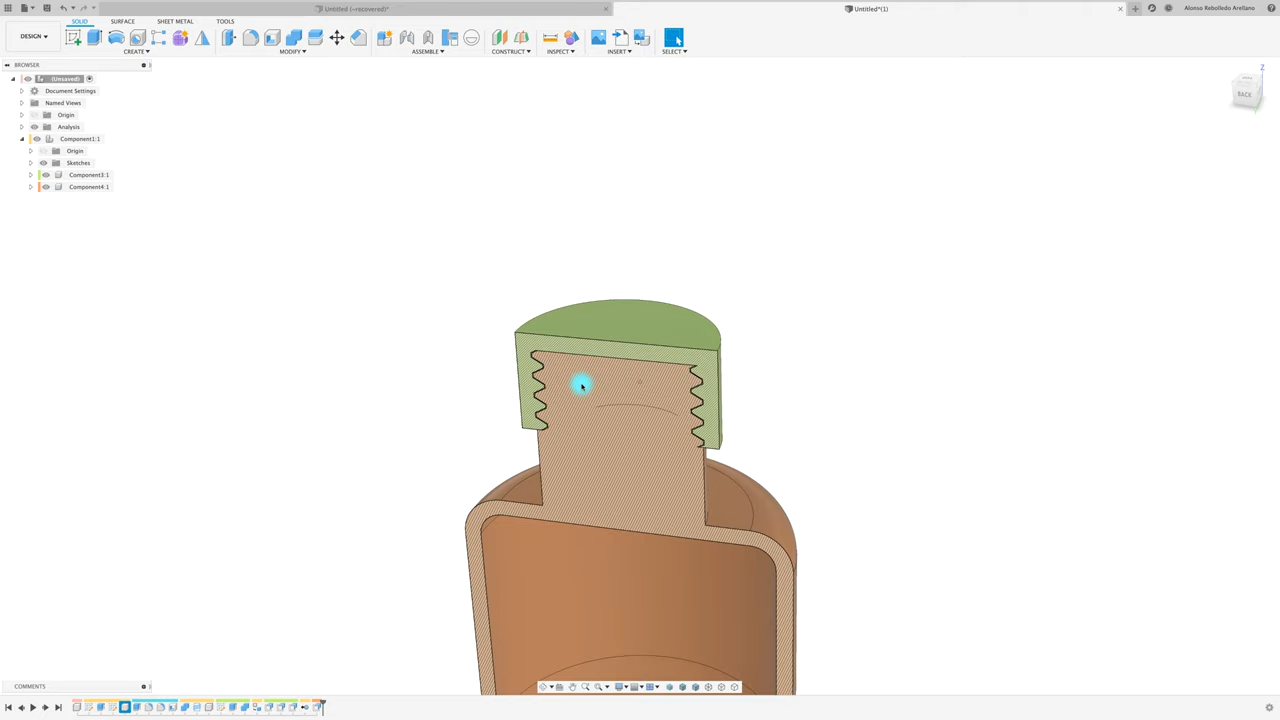 Untitled (~recovered)*
Untitled*(1)
Alonso Rebolledo Arellano
DESIGN
SOLID
SURFACE
SHEET METAL
TOOLS
CREATE
MODIFY
ASSEMBLE
CONSTRUCT
INSPECT
INSERT
SELECT
BROWSER
(Unsaved)
Document Settings
Named Views
Origin
Analysis
Component1:1
Origin
Sketches
Component3:1
Component4:1
Z
BACK
COMMENTS